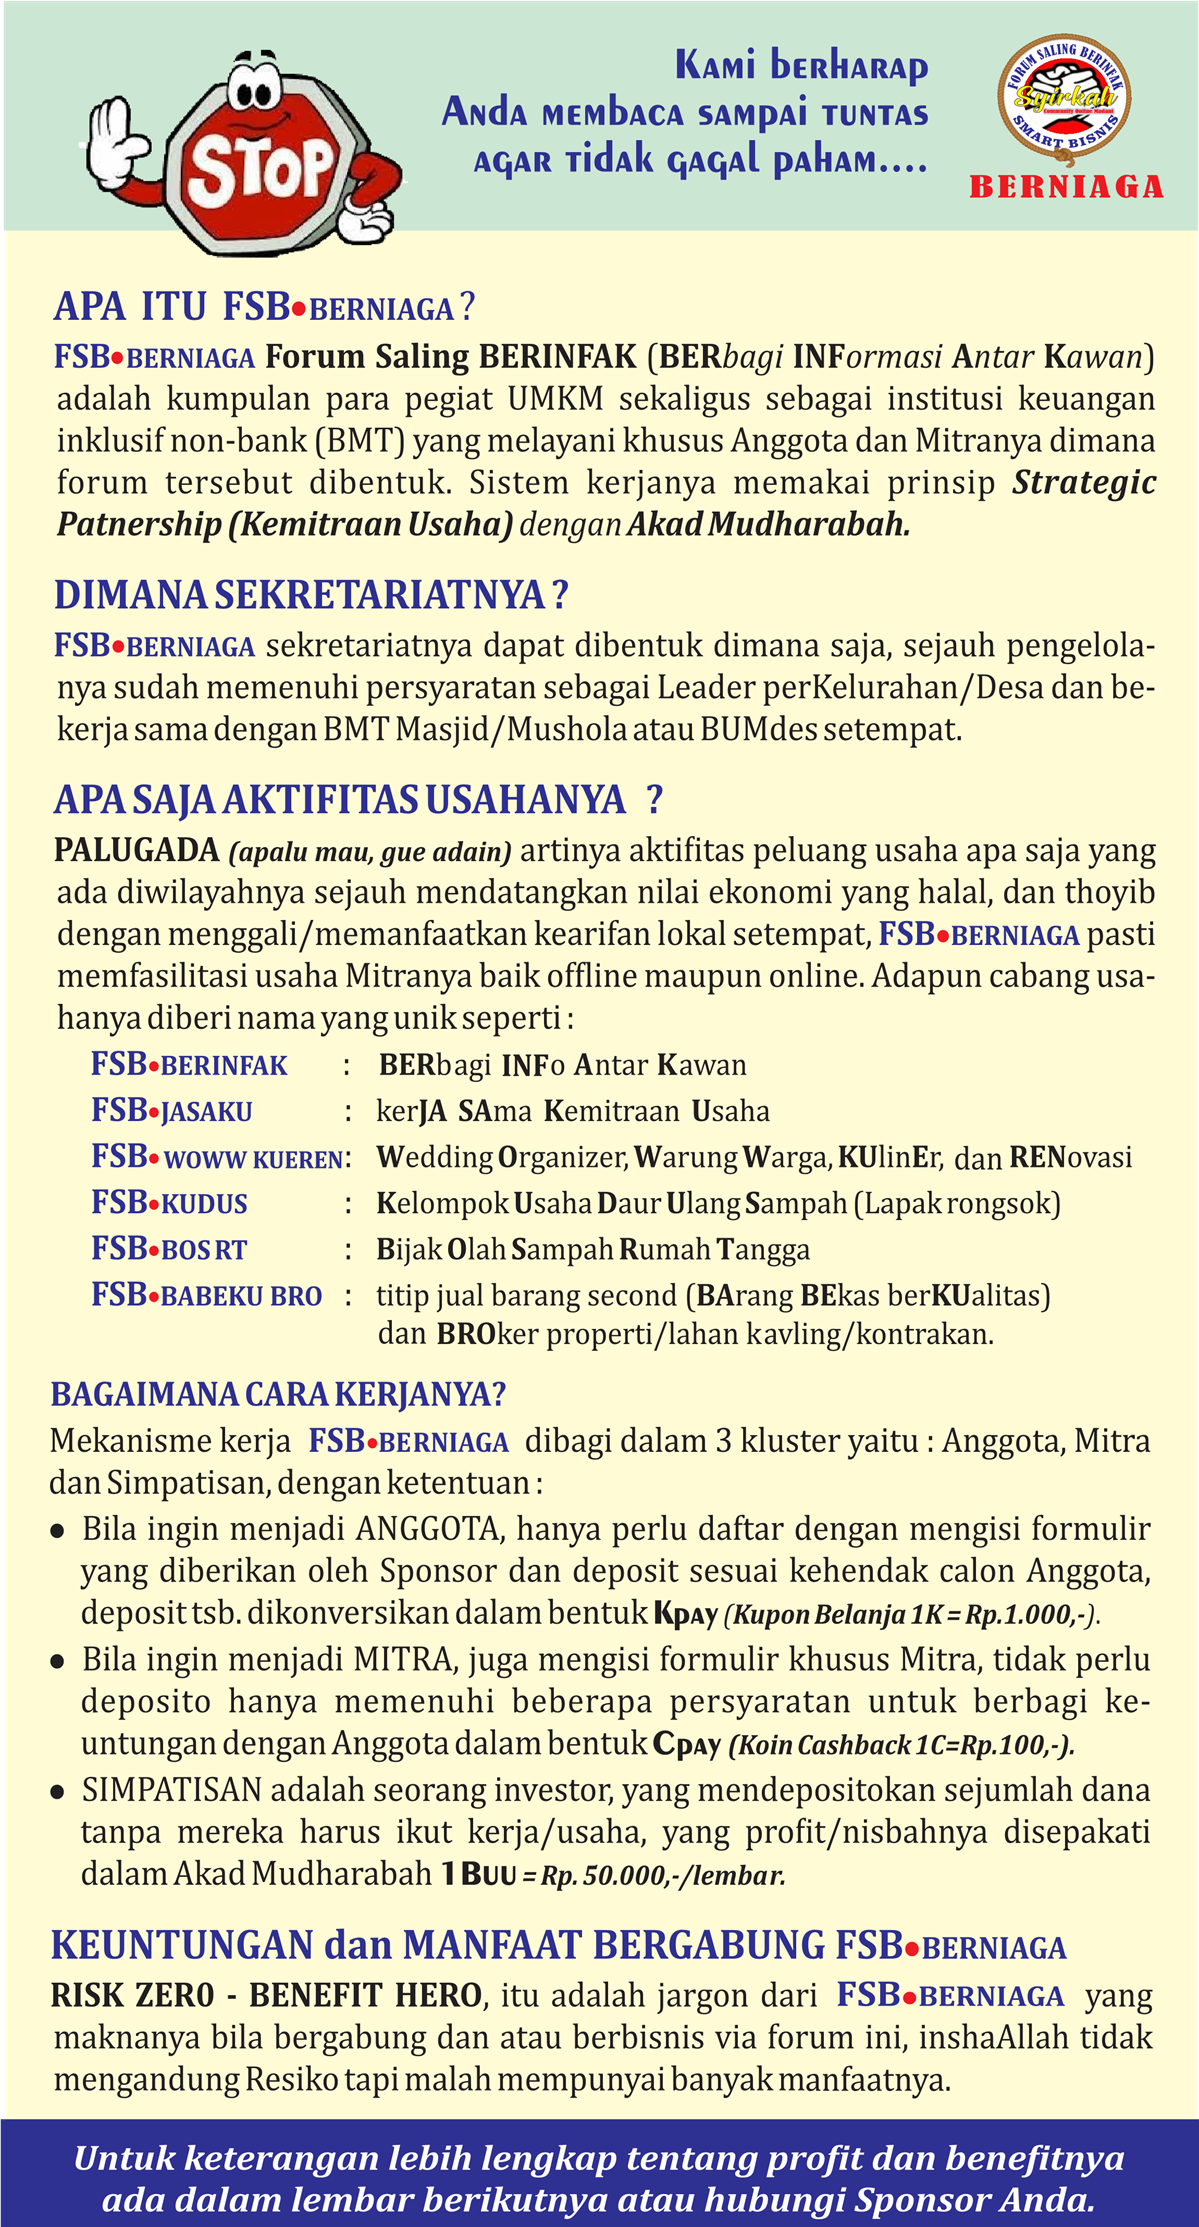 STOP
Kami berharap
Anda membaca sampai tuntas
agar tidak gagal paham....
FORUM SALING BERINFAK
Syirkah
Community Online Madani
SMART BISNIS
BERNIAGA
APA ITU FSB•BERNIAGA ?
FSB•BERNIAGA Forum Saling BERINFAK (BERbagi INFormasi Antar Kawan)
adalah kumpulan para pegiat UMKM sekaligus sebagai institusi keuangan
inklusif non-bank (BMT) yang melayani khusus Anggota dan Mitranya dimana
forum tersebut dibentuk. Sistem kerjanya memakai prinsip Strategic
Patnership (Kemitraan Usaha) dengan Akad Mudharabah.
DIMANA SEKRETARIATNYA ?
FSB•BERNIAGA sekretariatnya dapat dibentuk dimana saja, sejauh pengelola-
nya sudah memenuhi persyaratan sebagai Leader perKelurahan/Desa dan be-
kerja sama dengan BMT Masjid/Mushola atau BUMdes setempat.
APA SAJA AKTIFITAS USAHANYA ?
PALUGADA (apalu mau, gue adain) artinya aktifitas peluang usaha apa saja yang
ada diwilayahnya sejauh mendatangkan nilai ekonomi yang halal, dan thoyib
dengan menggali/memanfaatkan kearifan lokal setempat, FSB•BERNIAGA pasti
memfasilitasi usaha Mitranya baik offline maupun online. Adapun cabang usa-
hanya diberi nama yang unik seperti :
FSB•BERINFAK : BERbagi INFo Antar Kawan
FSB•JASAKU : kerJA SAma Kemitraan Usaha
FSB•WOWW KUEREN: Wedding Organizer, Warung Warga, KUlinEr, dan RENovasi
FSB•KUDUS : Kelompok Usaha Daur Ulang Sampah (Lapak rongsok)
FSB•BOS RT : Bijak Olah Sampah Rumah Tangga
FSB•BABEKU BRO : titip jual barang second (BArang BEkas berKUalitas)
dan BROker properti/lahan kavling/kontrakan.
BAGAIMANA CARA KERJANYA?
Mekanisme kerja FSB•BERNIAGA dibagi dalam 3 kluster yaitu : Anggota, Mitra
dan Simpatisan, dengan ketentuan :
• Bila ingin menjadi ANGGOTA, hanya perlu daftar dengan mengisi formulir
yang diberikan oleh Sponsor dan deposit sesuai kehendak calon Anggota,
deposit tsb. dikonversikan dalam bentuk Kpay (Kupon Belanja 1K = Rp.1.000,-).
• Bila ingin menjadi MITRA, juga mengisi formulir khusus Mitra, tidak perlu
deposito hanya memenuhi beberapa persyaratan untuk berbagi ke-
untungan dengan Anggota dalam bentuk Cpay (Koin Cashback 1C=Rp.100,-).
• SIMPATISAN adalah seorang investor, yang mendepositokan sejumlah dana
tanpa mereka harus ikut kerja/usaha, yang profit/nisbahnya disepakati
dalam Akad Mudharabah 1 Buu = Rp. 50.000,-/lembar.
KEUNTUNGAN dan MANFAAT BERGABUNG FSB•BERNIAGA
RISK ZER0 - BENEFIT HERO, itu adalah jargon dari FSB•BERNIAGA yang
maknanya bila bergabung dan atau berbisnis via forum ini, inshaAllah tidak
mengandung Resiko tapi malah mempunyai banyak manfaatnya.
Untuk keterangan lebih lengkap tentang profit dan benefitnya
ada dalam lembar berikutnya atau hubungi Sponsor Anda.